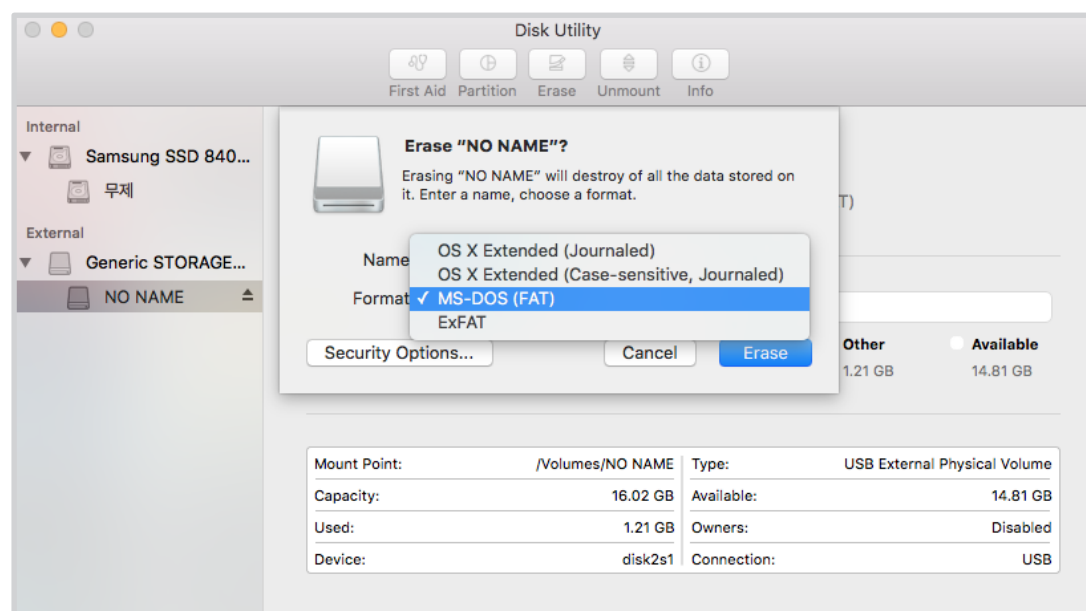 Disk Utility
First Aid Partition Erase Unmount Info
Internal
Samsung SSD 840...
무제
External
Generic STORAGE...
NO NAME
Erase “NO NAME”?
Erasing “NO NAME” will destroy of all the data stored on
it. Enter a name, choose a format.
T)
Name
Format
OS X Extended (Journaled)
OS X Extended (Case-sensitive, Journaled)
✓ MS-DOS (FAT)
ExFAT
Security Options... Cancel Erase
Other Available
1.21 GB 14.81 GB
Mount Point: /Volumes/NO NAME Type: USB External Physical Volume
Capacity: 16.02 GB Available: 14.81 GB
Used: 1.21 GB Owners: Disabled
Device: disk2s1 Connection: USB